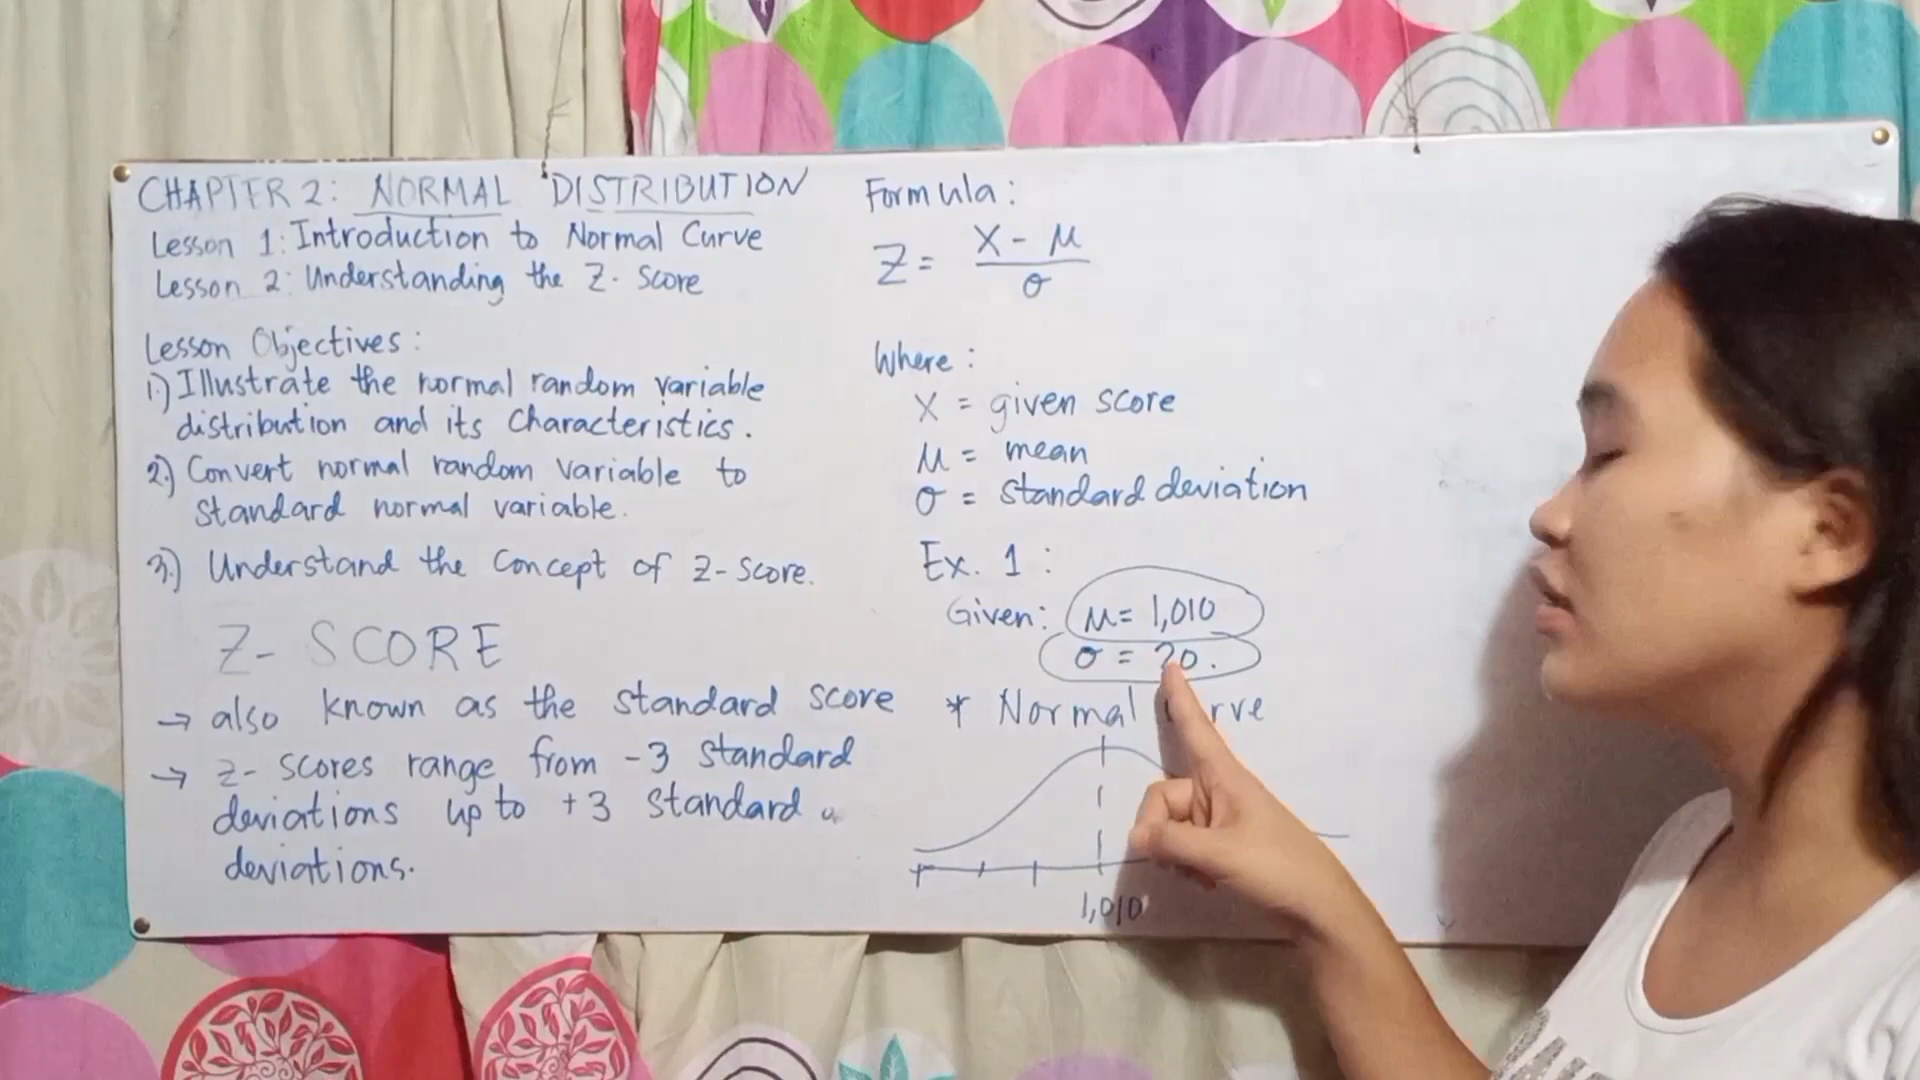 CHAPTER 2: NORMAL DISTRIBUTION
Lesson 1: Introduction to Normal Curve
Lesson 2: Understanding the Z-Score
Lesson Objectives:
1.) Illustrate the normal random variable
distribution and its characteristics.
2.) Convert normal random variable to
standard normal variable.
3.) Understand the concept of z-score.
Z-SCORE
→ also known as the standard score
→ z-scores range from -3 standard
deviations up to +3 standard
deviations.
Formula:
Z = X - μ
σ
Where:
X = given score
μ = mean
σ = standard deviation
Ex. 1:
Given: μ = 1,010
σ = 20.
* Normal
1,010